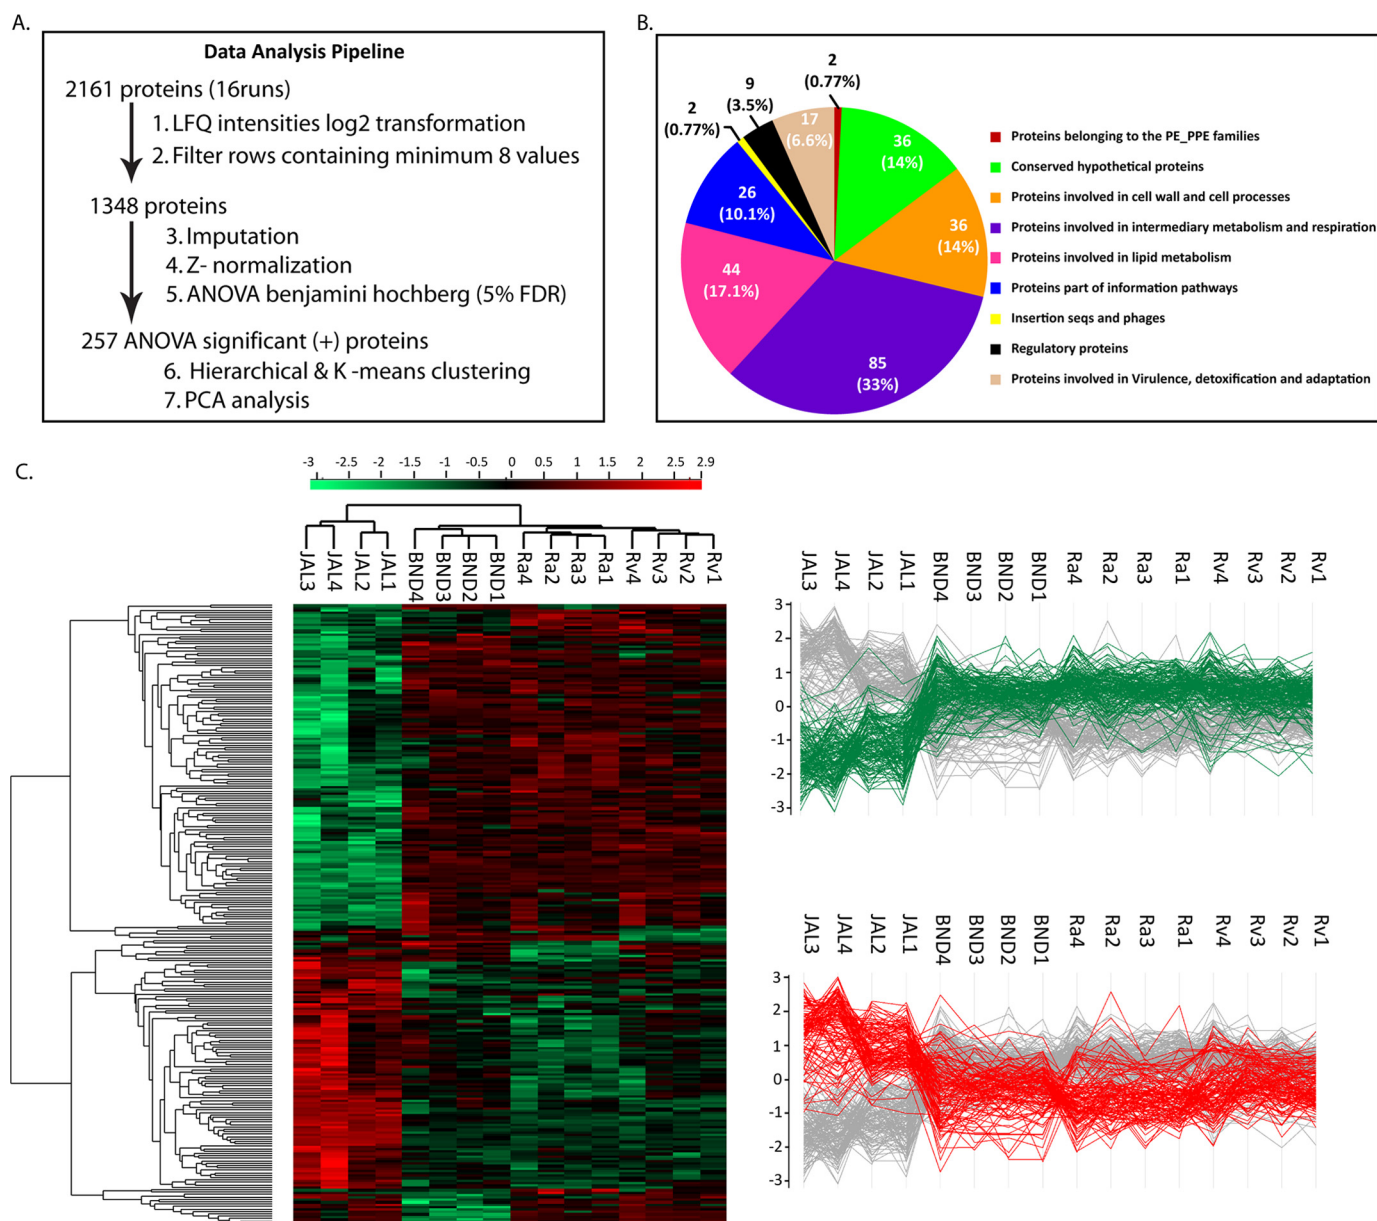 A.
Data Analysis Pipeline
2161 proteins (16runs)
1. LFQ intensities log2 transformation
2. Filter rows containing minimum 8 values
1348 proteins
3. Imputation
4. Z- normalization
5. ANOVA benjamini hochberg (5% FDR)
257 ANOVA significant (+) proteins
6. Hierarchical & K -means clustering
7. PCA analysis
B.
2
(0.77%)
9
(3.5%)
2
(0.77%)
17
(6.6%)
36
(14%)
36
(14%)
85
(33%)
44
(17.1%)
26
(10.1%)
Proteins belonging to the PE_PPE families
Conserved hypothetical proteins
Proteins involved in cell wall and cell processes
Proteins involved in intermediary metabolism and respiration
Proteins involved in lipid metabolism
Proteins part of information pathways
Insertion seqs and phages
Regulatory proteins
Proteins involved in Virulence, detoxification and adaptation
C.
-3 -2.5 -2 -1.5 -1 -0.5 0 0.5 1 1.5 2 2.5 2.9
JAL3 JAL4 JAL2 JAL1 BND4 BND3 BND2 BND1 Ra4 Ra2 Ra3 Ra1 Rv4 Rv3 Rv2 Rv1
JAL3 JAL4 JAL2 JAL1 BND4 BND3 BND2 BND1 Ra4 Ra2 Ra3 Ra1 Rv4 Rv3 Rv2 Rv1
3
2
1
0
-1
-2
-3
JAL3 JAL4 JAL2 JAL1 BND4 BND3 BND2 BND1 Ra4 Ra2 Ra3 Ra1 Rv4 Rv3 Rv2 Rv1
3
2
1
0
-1
-2
-3